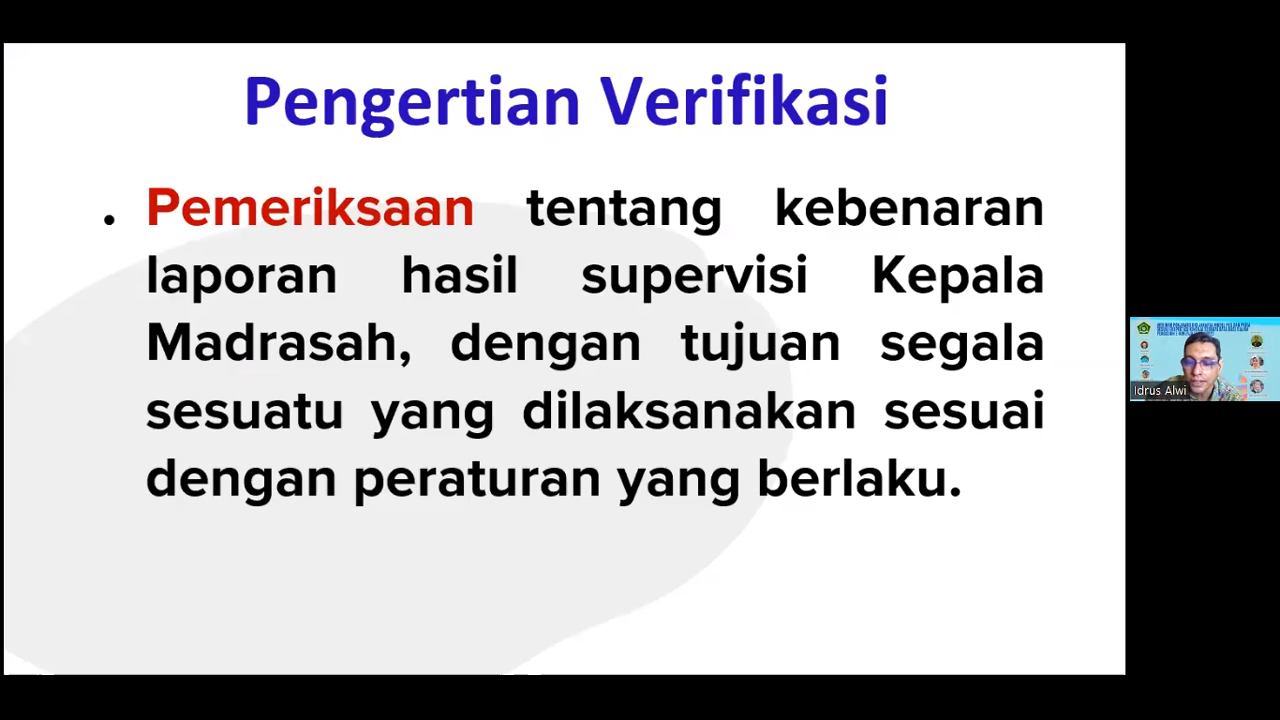 Pengertian Verifikasi
. Pemeriksaan tentang kebenaran
laporan hasil supervisi Kepala
Madrasah, dengan tujuan segala
sesuatu yang dilaksanakan sesuai
dengan peraturan yang berlaku.
Idrus Alwi